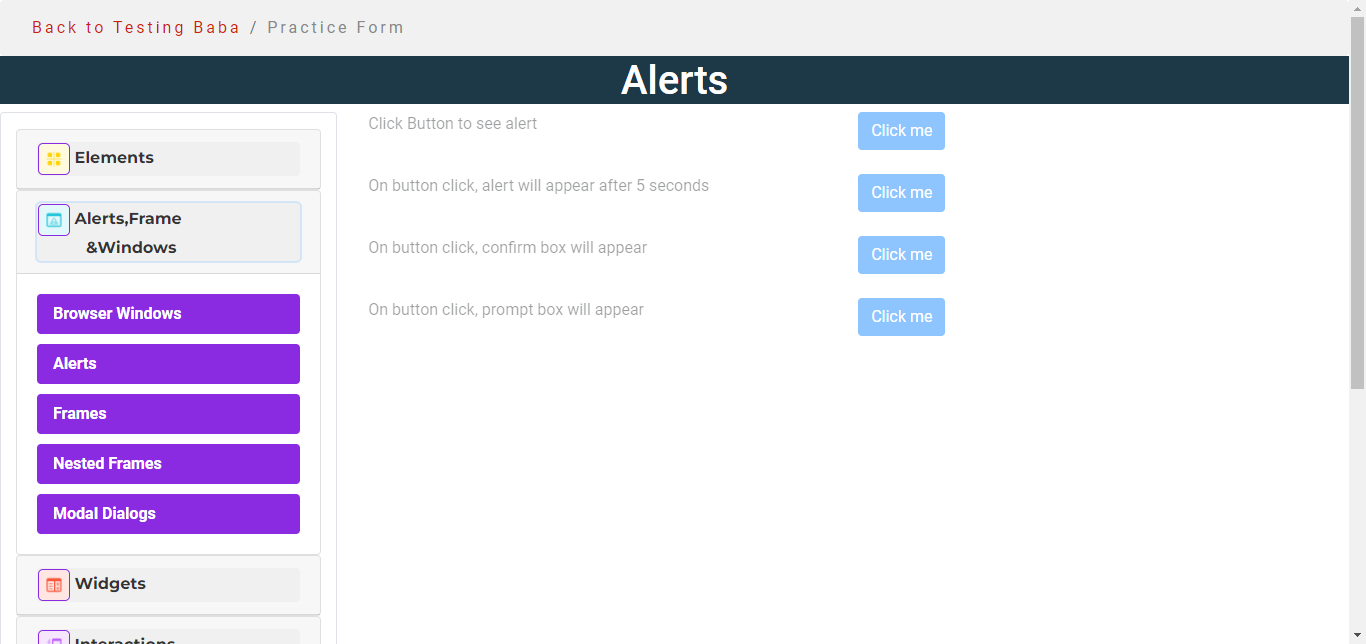 Back to Testing Baba / Practice Form
Alerts
Elements
Alerts,Frame
&Windows
Browser Windows
Alerts
Frames
Nested Frames
Modal Dialogs
Widgets
Interactions
Click Button to see alert
Click me
On button click, alert will appear after 5 seconds
Click me
On button click, confirm box will appear
Click me
On button click, prompt box will appear
Click me